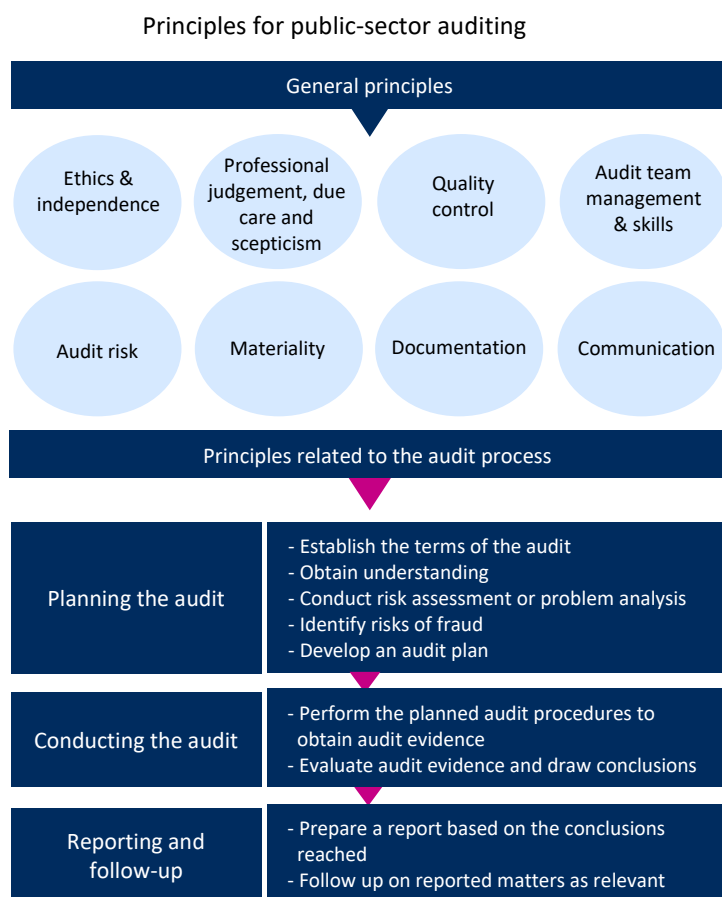 Principles for public-sector auditing
General principles
Ethics &
independence
Professional
judgement, due
care and
scepticism
Quality
control
Audit team
management
& skills
Audit risk
Materiality
Documentation
Communication
Principles related to the audit process
Planning the audit
- Establish the terms of the audit
- Obtain understanding
- Conduct risk assessment or problem analysis
- Identify risks of fraud
- Develop an audit plan
Conducting the audit
- Perform the planned audit procedures to
obtain audit evidence
- Evaluate audit evidence and draw conclusions
Reporting and
follow-up
- Prepare a report based on the conclusions
reached
- Follow up on reported matters as relevant